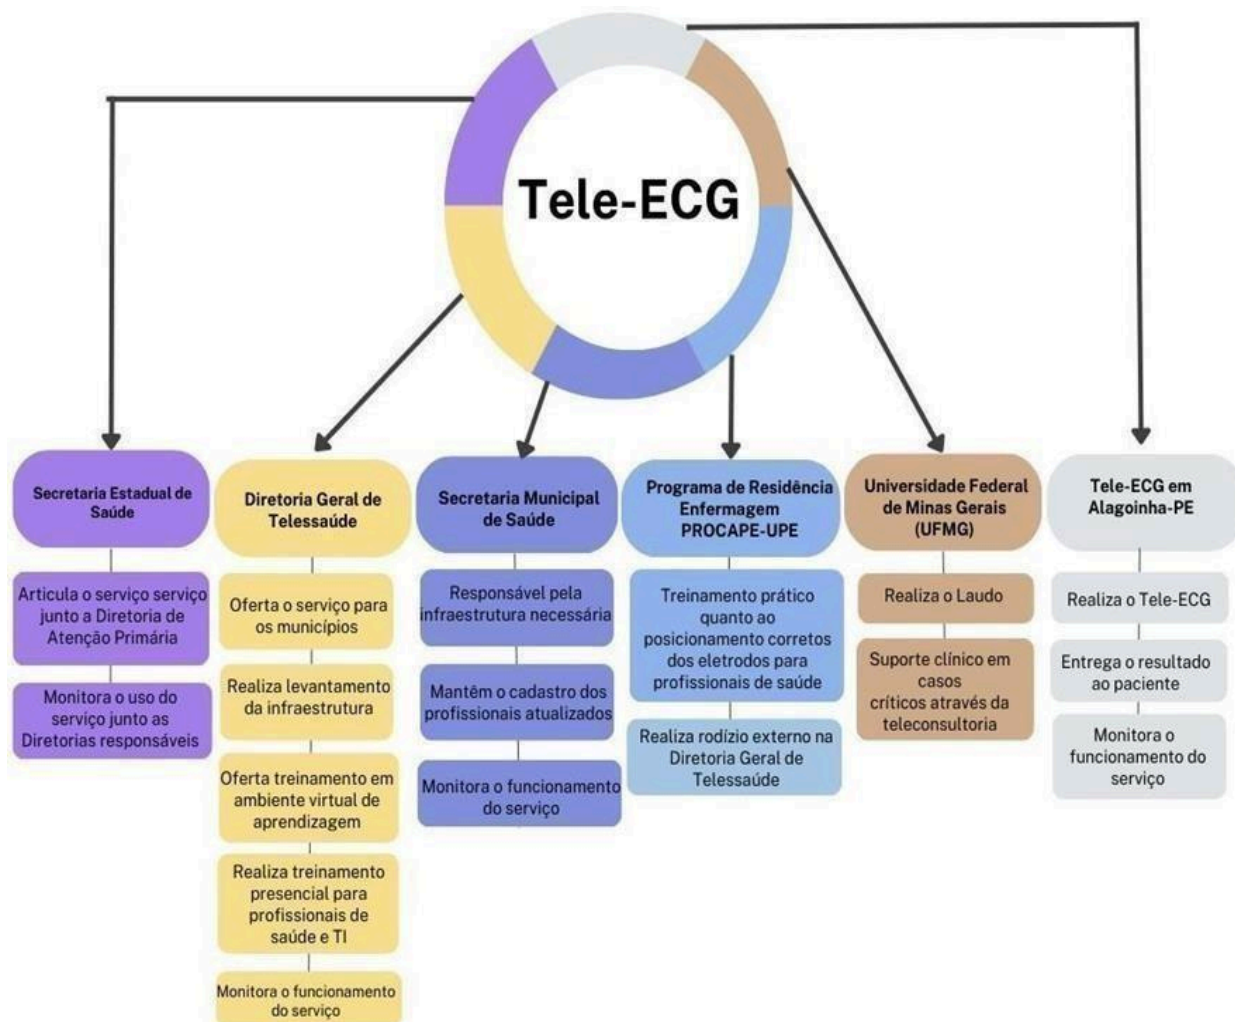 Tele-ECG
Secretaria Estadual de
Saúde
Articula o serviço serviço
junto a Diretoria de
Atenção Primária
Monitora o uso do
serviço junto as
Diretorias responsáveis
Diretoria Geral de
Telessaúde
Oferta o serviço para
os municípios
Realiza levantamento
da infraestrutura
Oferta treinamento em
ambiente virtual de
aprendizagem
Realiza treinamento
presencial para
profissionais de
saúde e TI
Monitora o funcionamento
do serviço
Secretaria Municipal
de Saúde
Responsável pela
infraestrutura necessária
Mantêm o cadastro dos
profissionais atualizados
Monitora o funcionamento
do serviço
Programa de Residência
Enfermagem
PROCAPE-UPE
Treinamento prático
quanto ao
posicionamento corretos
dos eletrodos para
profissionais de saúde
Realiza rodízio externo na
Diretoria Geral de
Telessaúde
Universidade Federal
de Minas Gerais
(UFMG)
Realiza o Laudo
Suporte clínico em
casos
críticos através da
teleconsultoria
Tele-ECG em
Alagoinha-PE
Realiza o Tele-ECG
Entrega o resultado
ao paciente
Monitora o
funcionamento do
serviço